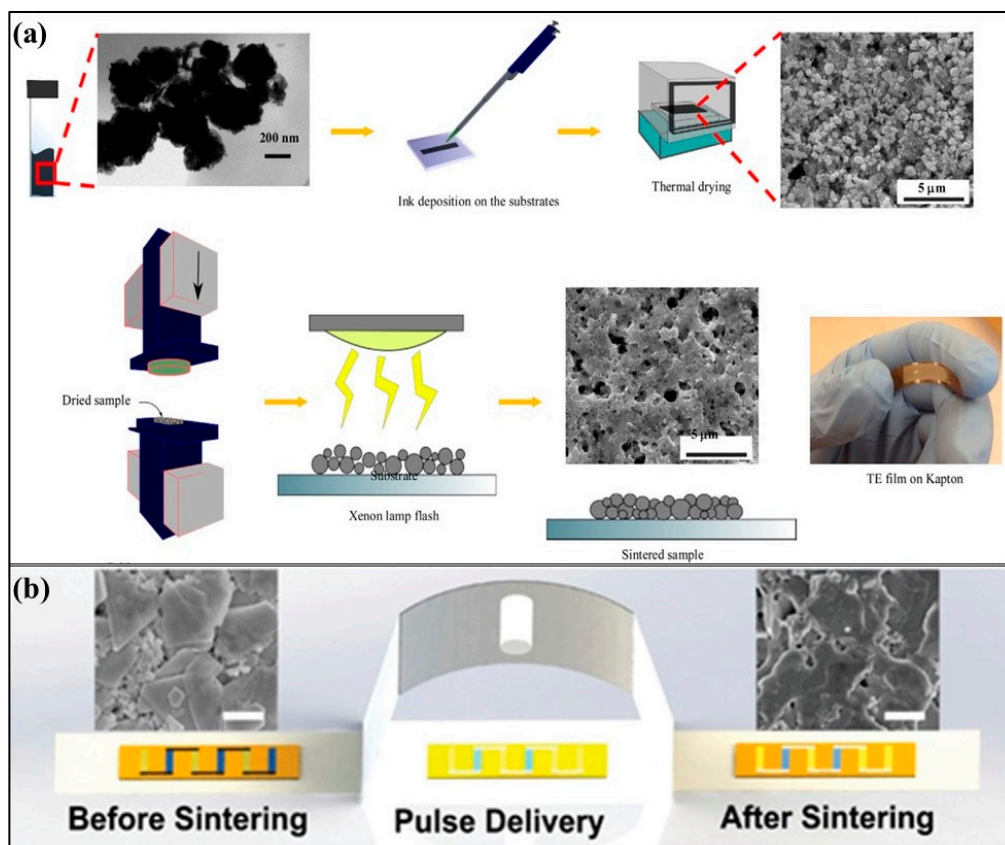 (a)
200 nm
Ink deposition on the substrates
Thermal drying
5 μm
Dried sample
Substrate
Xenon lamp flash
5 μm
Sintered sample
TE film on Kapton
(b)
Before Sintering
Pulse Delivery
After Sintering